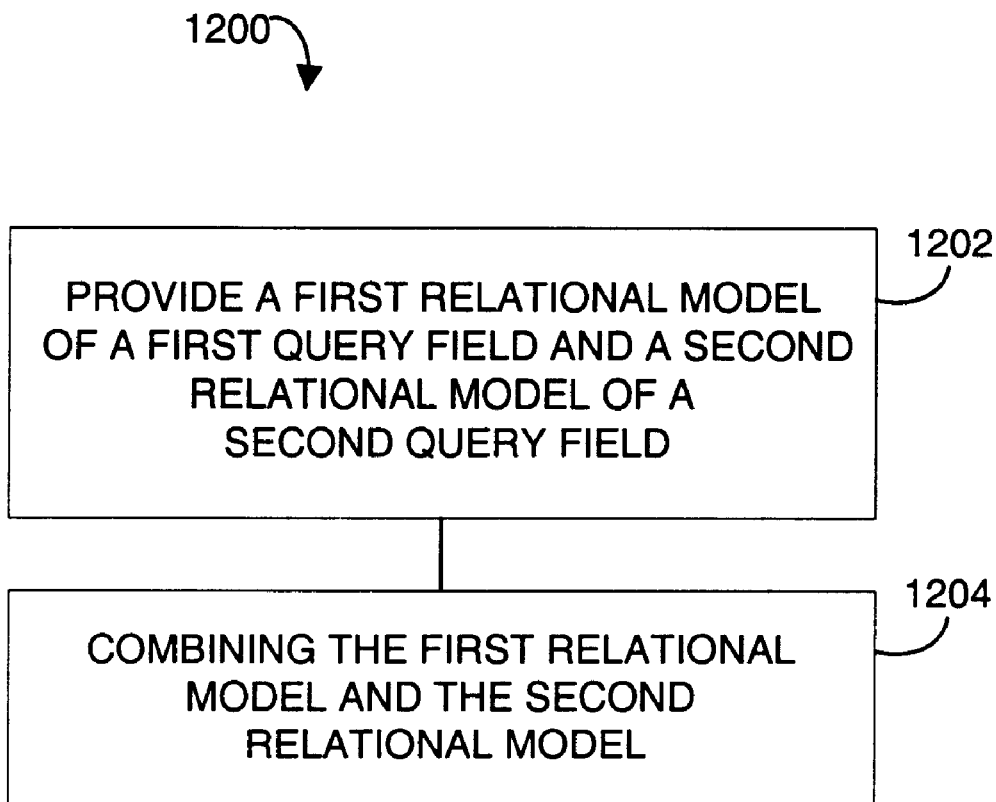 1200
1202
PROVIDE A FIRST RELATIONAL MODEL
OF A FIRST QUERY FIELD AND A SECOND
RELATIONAL MODEL OF A
SECOND QUERY FIELD
1204
COMBINING THE FIRST RELATIONAL
MODEL AND THE SECOND
RELATIONAL MODEL